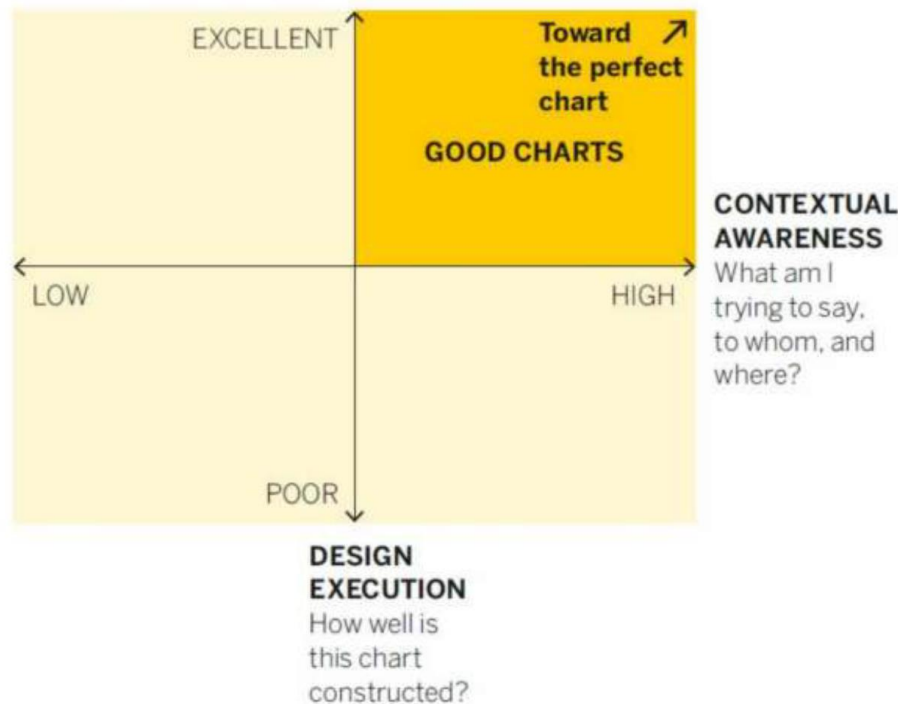 EXCELLENT
Toward
the perfect
chart
GOOD CHARTS
CONTEXTUAL
AWARENESS
What am I
trying to say,
to whom, and
where?
LOW
HIGH
POOR
DESIGN
EXECUTION
How well is
this chart
constructed?